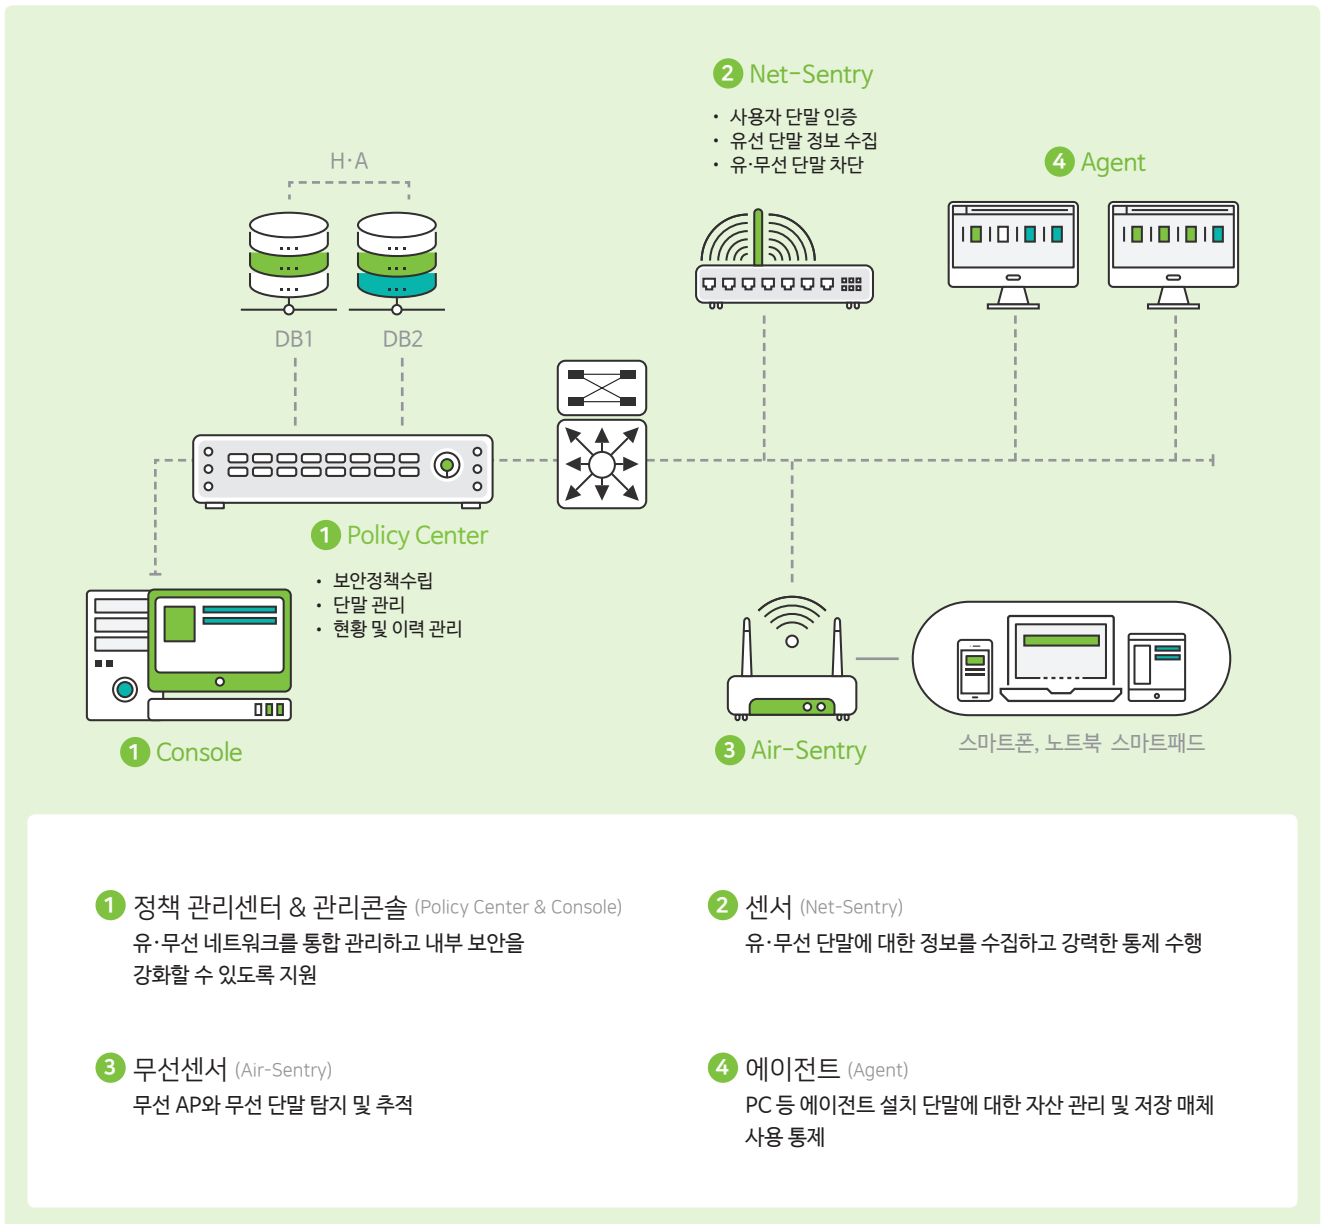 2 Net-Sentry
• 사용자 단말 인증
• 유선 단말 정보 수집
• 유·무선 단말 차단
4 Agent
H·A
DB1
DB2
1 Policy Center
• 보안정책수립
• 단말 관리
• 현황 및 이력 관리
1 Console
3 Air-Sentry
스마트폰, 노트북 스마트패드
1 정책 관리센터 & 관리콘솔 (Policy Center & Console)
유·무선 네트워크를 통합 관리하고 내부 보안을
강화할 수 있도록 지원
2 센서 (Net-Sentry)
유·무선 단말에 대한 정보를 수집하고 강력한 통제 수행
3 무선센서 (Air-Sentry)
무선 AP와 무선 단말 탐지 및 추적
4 에이전트 (Agent)
PC 등 에이전트 설치 단말에 대한 자산 관리 및 저장 매체
사용 통제